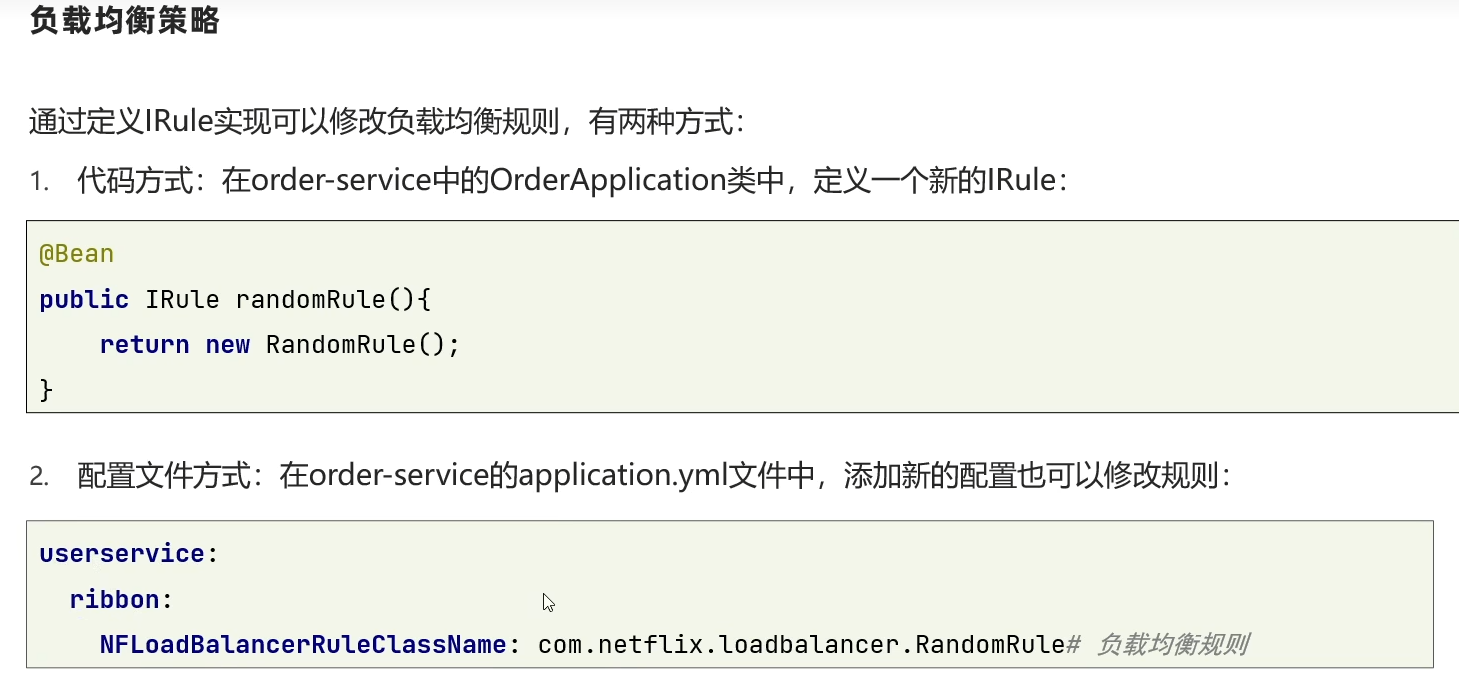 负载均衡策略
通过定义IRule实现可以修改负载均衡规则，有两种方式：
1. 代码方式：在order-service中的OrderApplication类中，定义一个新的IRule：
@Bean
public IRule randomRule(){
    return new RandomRule();
}
2. 配置文件方式：在order-service的application.yml文件中，添加新的配置也可以修改规则：
userservice:
  ribbon:
    NFLoadBalancerRuleClassName: com.netflix.loadbalancer.RandomRule# 负载均衡规则